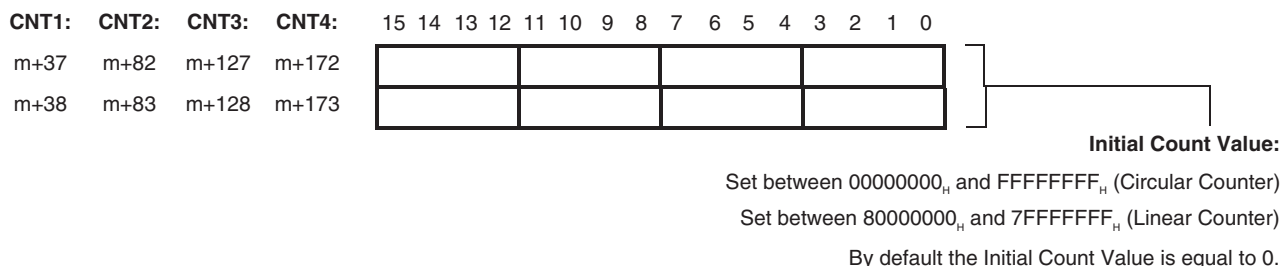 CNT1: CNT2: CNT3: CNT4: 15 14 13 12 11 10 9 8 7 6 5 4 3 2 1 0
m+37 m+82 m+127 m+172
m+38 m+83 m+128 m+173
Initial Count Value:
Set between 00000000H and FFFFFFFFH (Circular Counter)
Set between 80000000H and 7FFFFFFFH (Linear Counter)
By default the Initial Count Value is equal to 0.